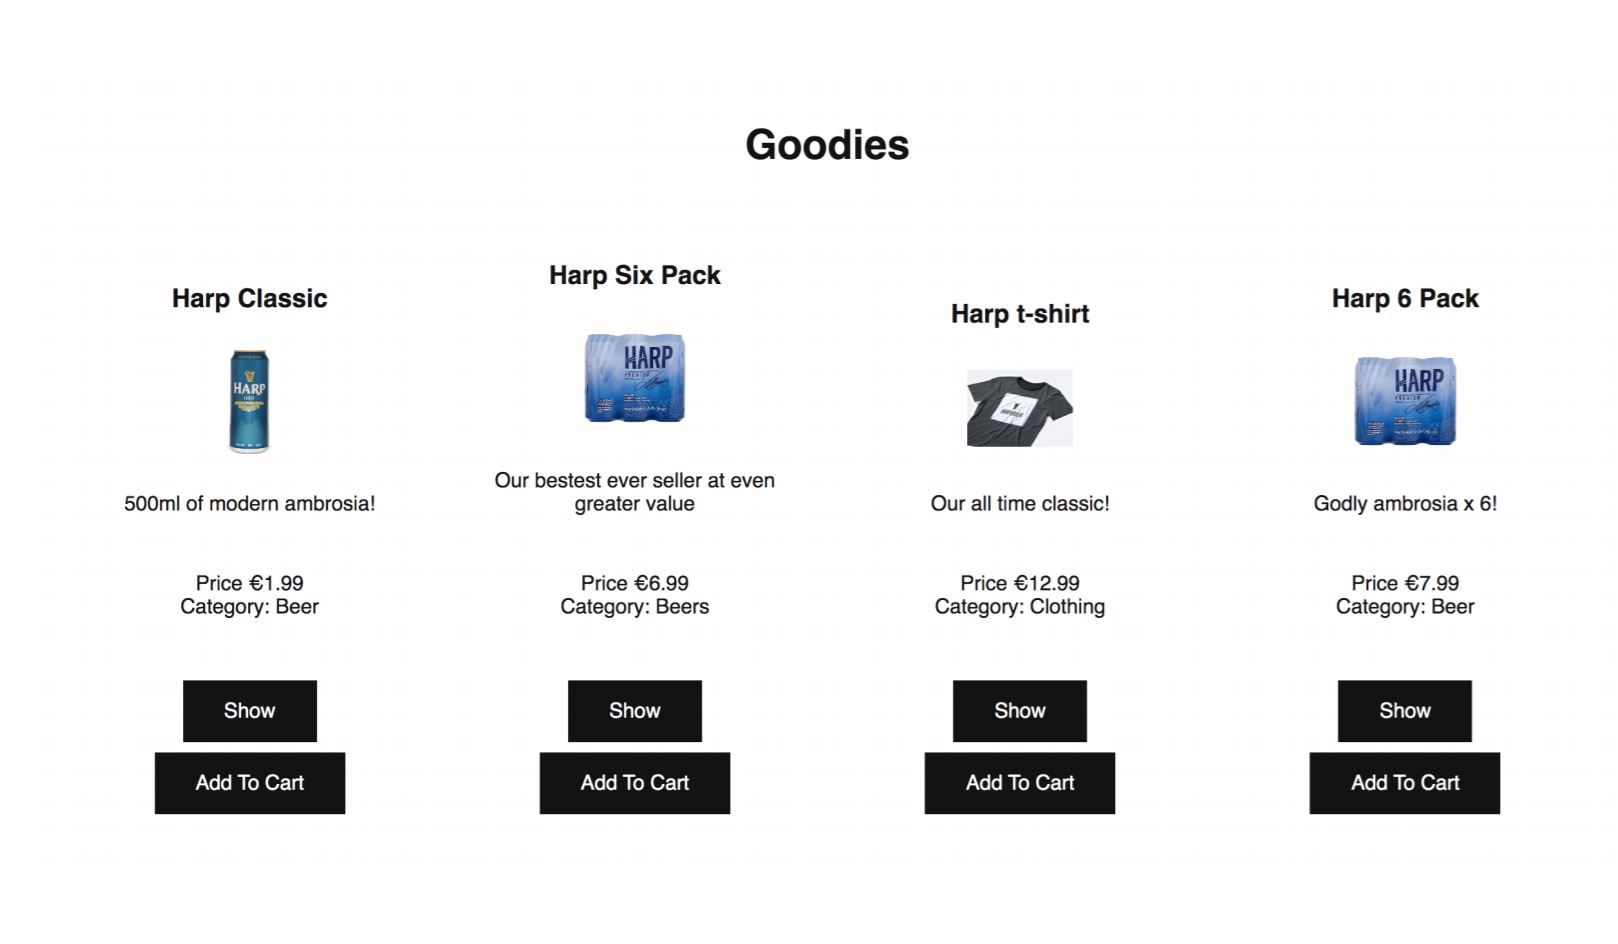 Goodies
Harp Classic
HARP
500ml of modern ambrosia!
Price €1.99
Category: Beer
Show
Add To Cart
Harp Six Pack
HARP
PREMIUM
Our bestest ever seller at even
greater value
Price €6.99
Category: Beers
Show
Add To Cart
Harp t-shirt
Our all time classic!
Price €12.99
Category: Clothing
Show
Add To Cart
Harp 6 Pack
HARP
PREMIUM
Godly ambrosia x 6!
Price €7.99
Category: Beer
Show
Add To Cart